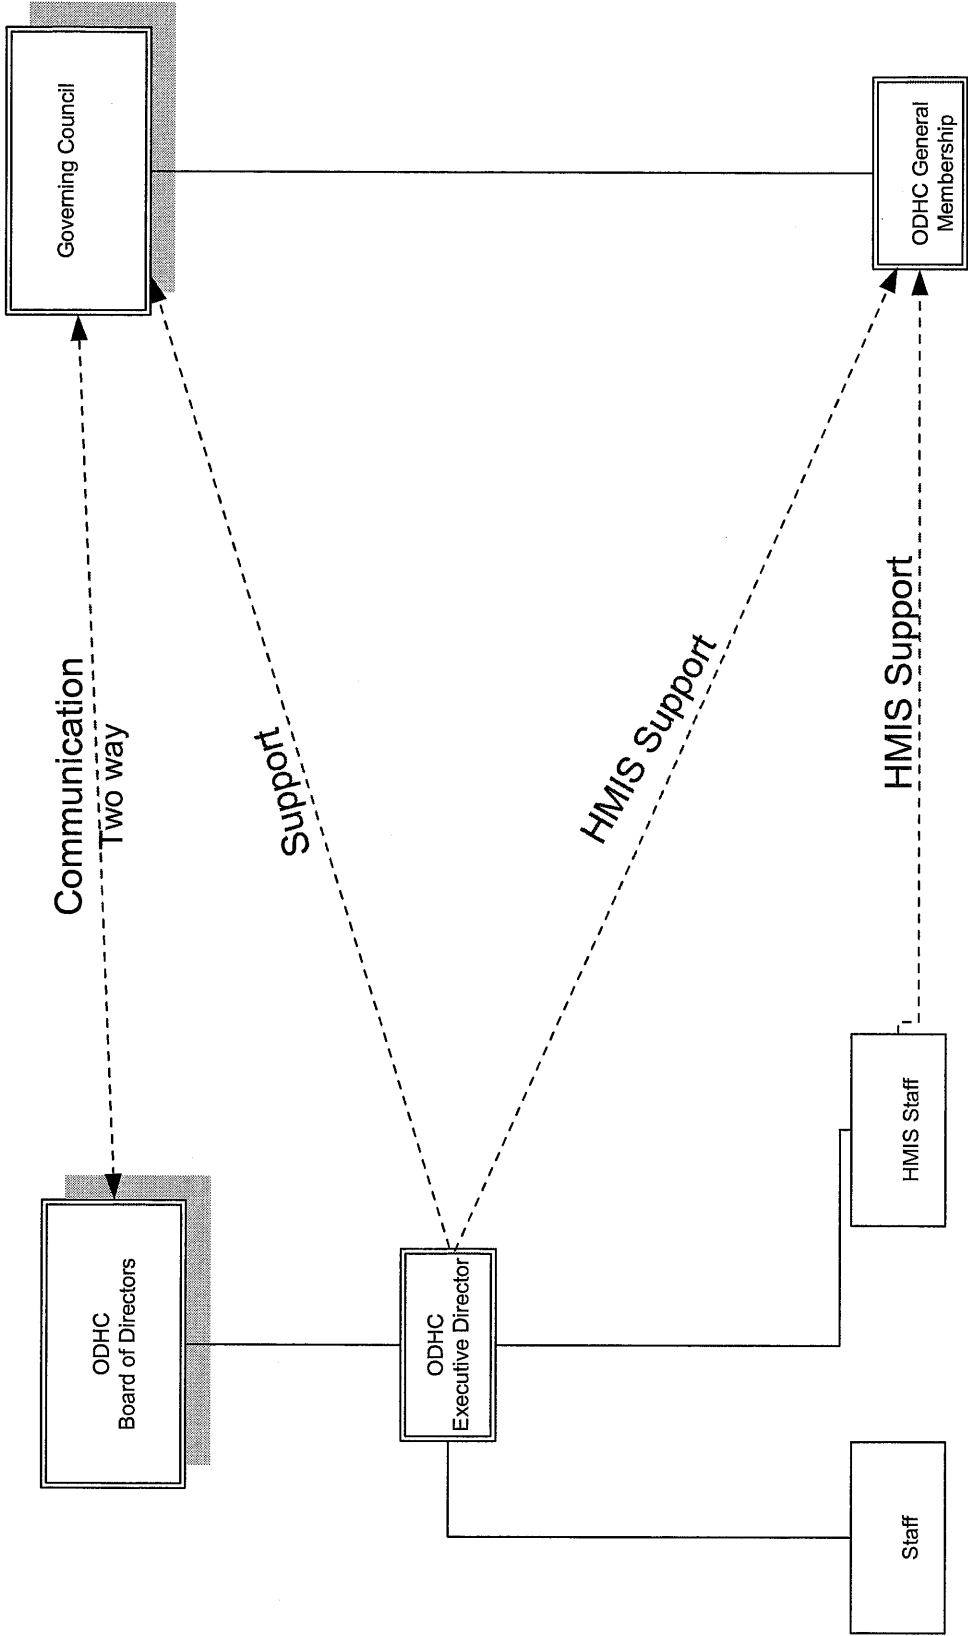 ODHC
Board of Directors
Communication
Two way
Governing Council
Support
ODHC
Executive Director
HMIS Support
HMIS Support
Staff
HMIS Staff
ODHC General
Membership